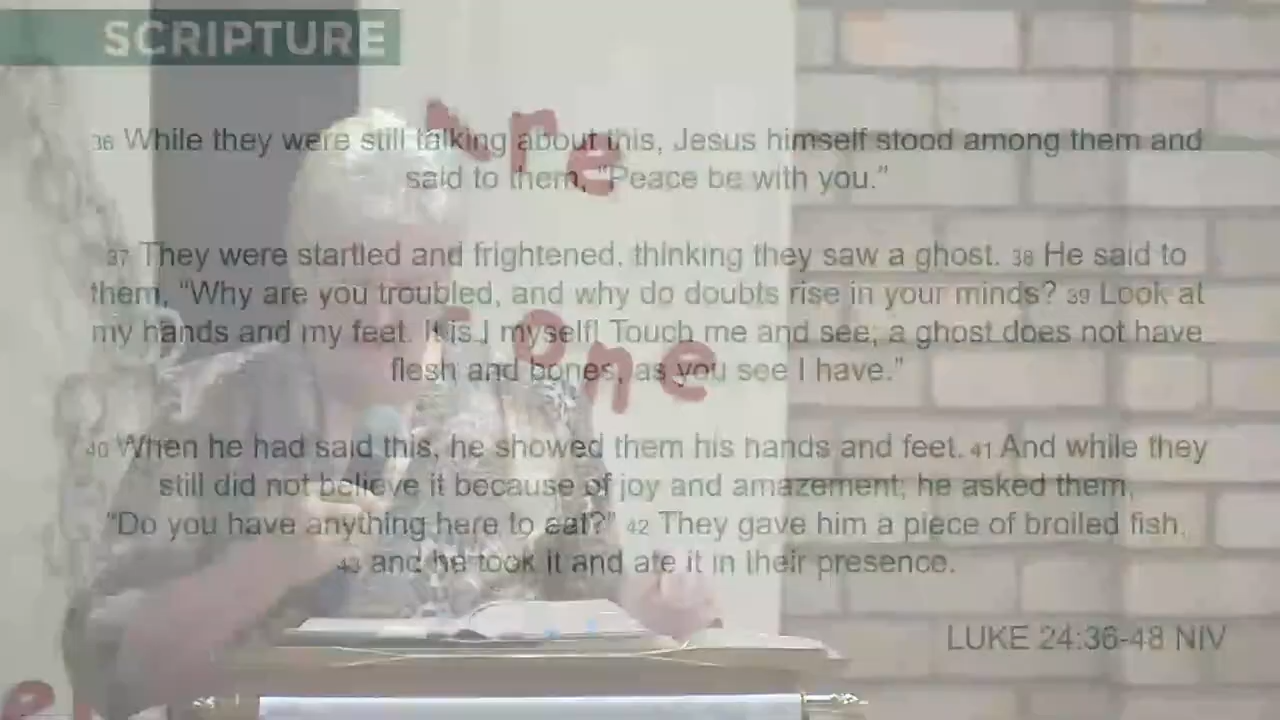 SCRIPTURE
36 While they were still talking about this, Jesus himself stood among them and
said to them, “Peace be with you.”
37 They were startled and frightened, thinking they saw a ghost. 38 He said to
them, “Why are you troubled, and why do doubts rise in your minds? 39 Look at
my hands and my feet. It is I myself! Touch me and see; a ghost does not have
flesh and bones, as you see I have.”
40 When he had said this, he showed them his hands and feet. 41 And while they
still did not believe it because of joy and amazement, he asked them,
“Do you have anything here to eat?” 42 They gave him a piece of broiled fish,
43 and he took it and ate it in their presence.
LUKE 24:36-48 NIV
are
one